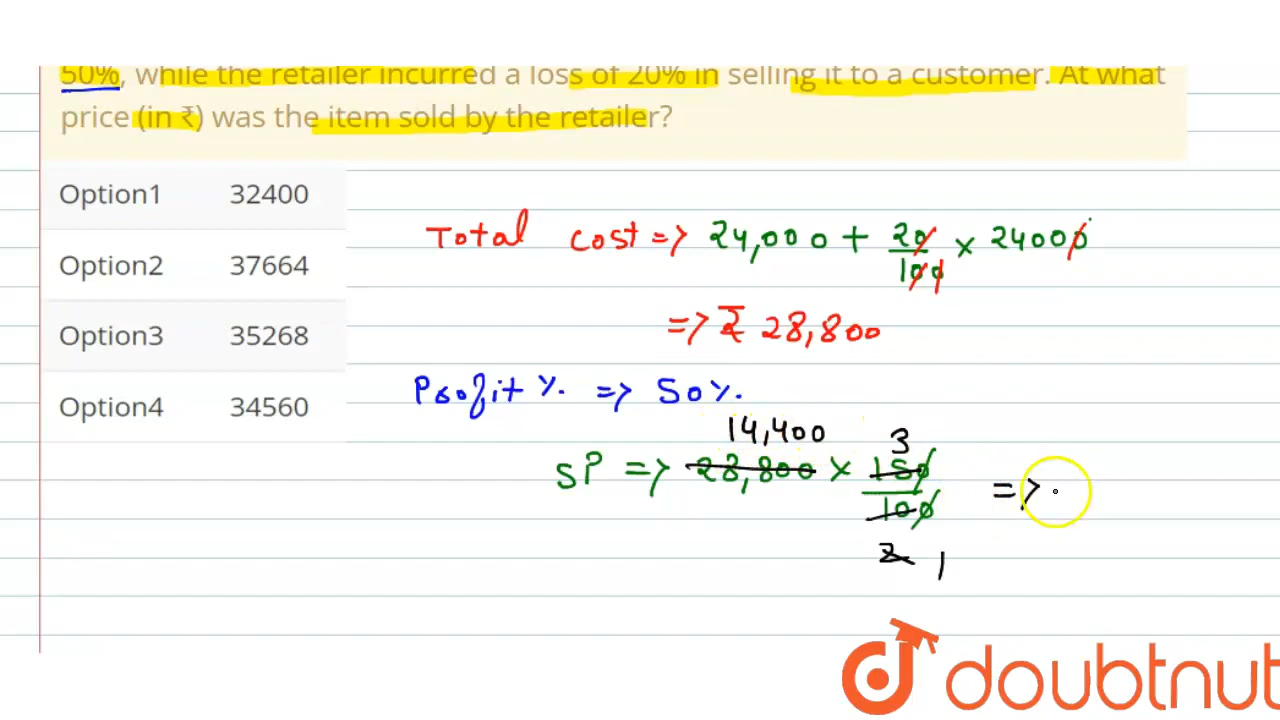 50%, while the retailer incurred a loss of 20% in selling it to a customer. At what
price (in ₹) was the item sold by the retailer?
Option1 32400
Option2 37664
Option3 35268
Option4 34560
Total cost => 24,000 + 20/100 × 24000
=> ₹ 28,800
Profit % => 50%.
14,400 3
SP => 28,800 × 150/100 =>
2 1
doubtnut